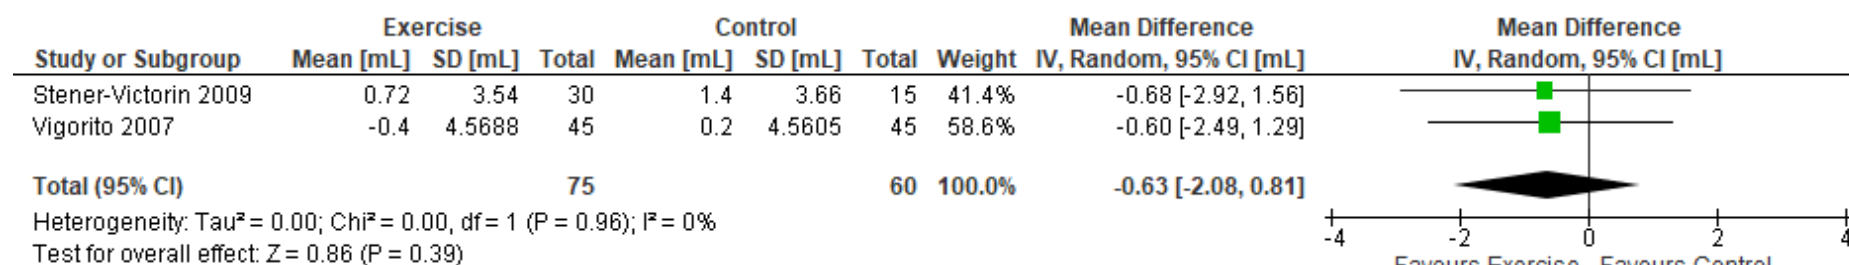 Exercise Control Mean Difference Mean Difference
Study or Subgroup Mean [mL] SD [mL] Total Mean [mL] SD [mL] Total Weight IV, Random, 95% CI [mL] IV, Random, 95% CI [mL]
Stener-Victorin 2009 0.72 3.54 30 1.4 3.66 15 41.4% -0.68 [-2.92, 1.56]
Vigorito 2007 -0.4 4.5688 45 0.2 4.5605 45 58.6% -0.60 [-2.49, 1.29]
Total (95% CI) 75 60 100.0% -0.63 [-2.08, 0.81]
Heterogeneity: Tau² = 0.00; Chi² = 0.00, df = 1 (P = 0.96); I² = 0%
Test for overall effect: Z = 0.86 (P = 0.39)
-4 -2 0 2 4
Favours Exercise Favours Control